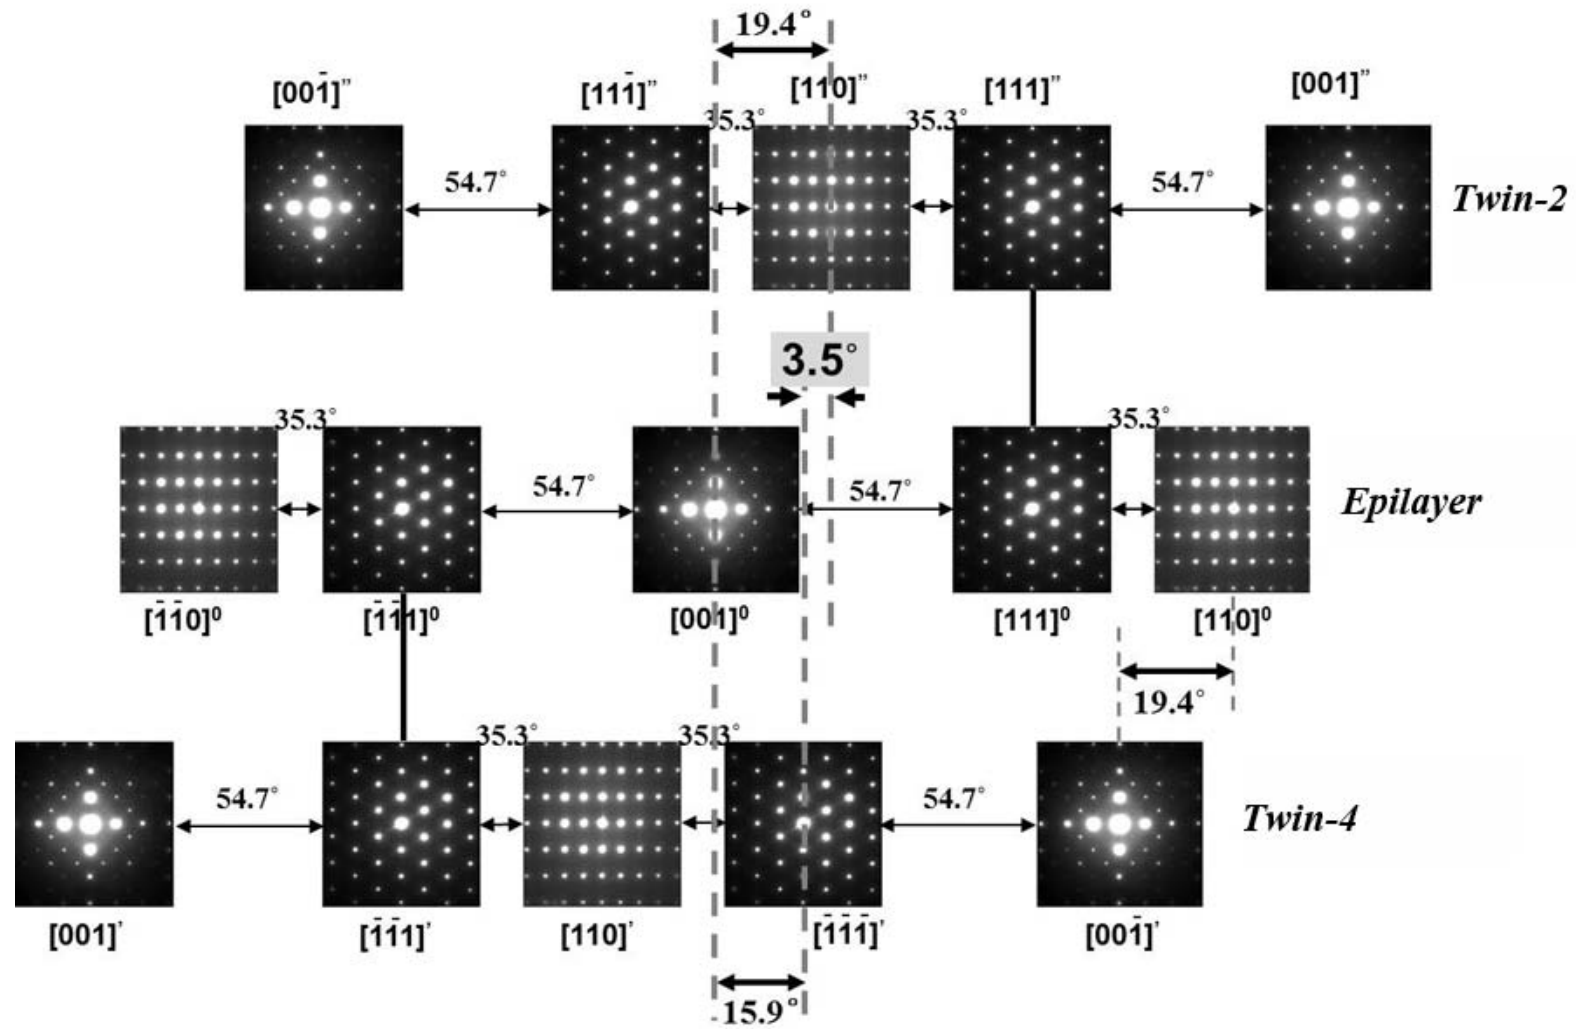 19.4°
[001̄]" [111̄]" [110]" [111]" [001]"
35.3° 35.3°
54.7° 54.7°
Twin-2
3.5°
35.3° 35.3°
54.7° 54.7°
Epilayer
[1̄1̄0]⁰ [1̄1̄1]⁰ [001]⁰ [111]⁰ [110]⁰
19.4°
35.3° 35.3°
54.7° 54.7°
Twin-4
[001]' [1̄1̄1]' [110]' [1̄1̄1̄]' [001̄]'
15.9°